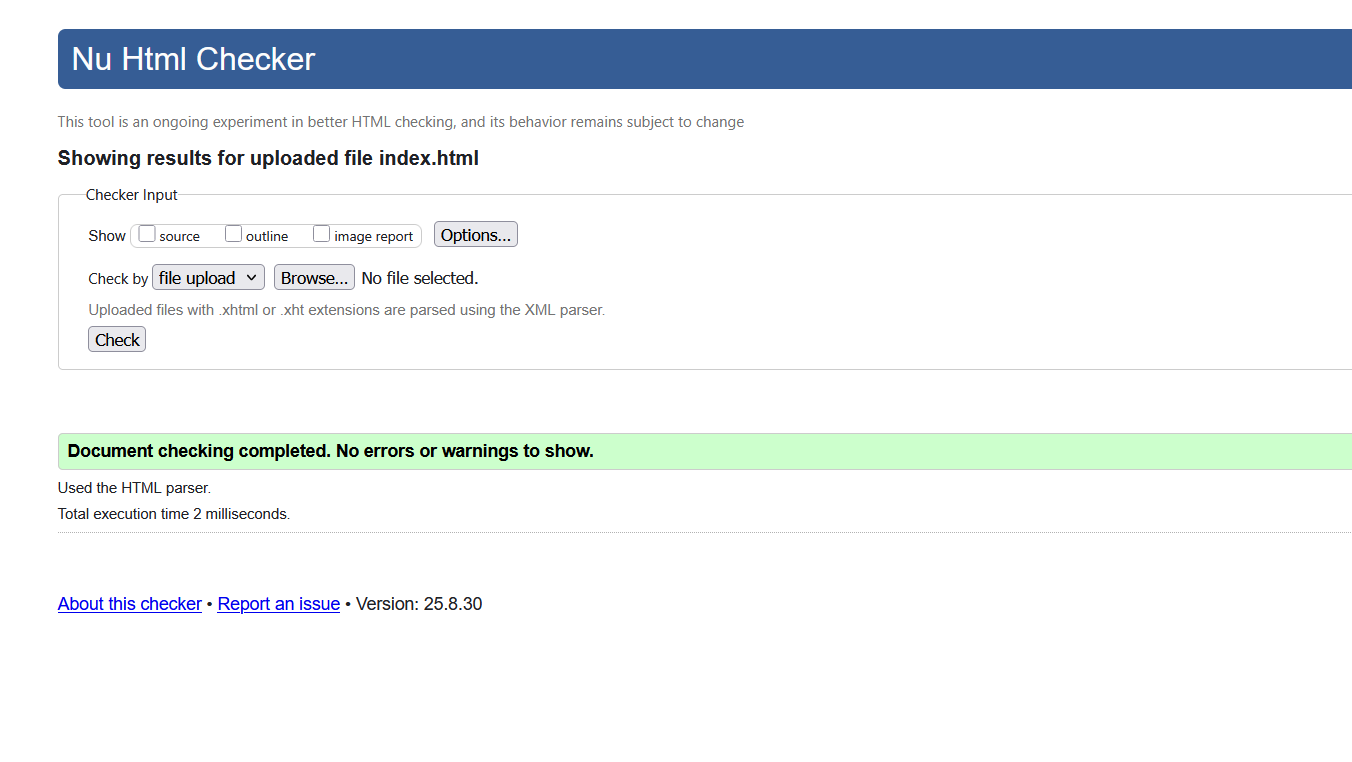 Nu Html Checker
This tool is an ongoing experiment in better HTML checking, and its behavior remains subject to change
Showing results for uploaded file index.html
Checker Input
Show source outline image report Options...
Check by file upload Browse... No file selected.
Uploaded files with .xhtml or .xht extensions are parsed using the XML parser.
Check
Document checking completed. No errors or warnings to show.
Used the HTML parser.
Total execution time 2 milliseconds.
About this checker • Report an issue • Version: 25.8.30